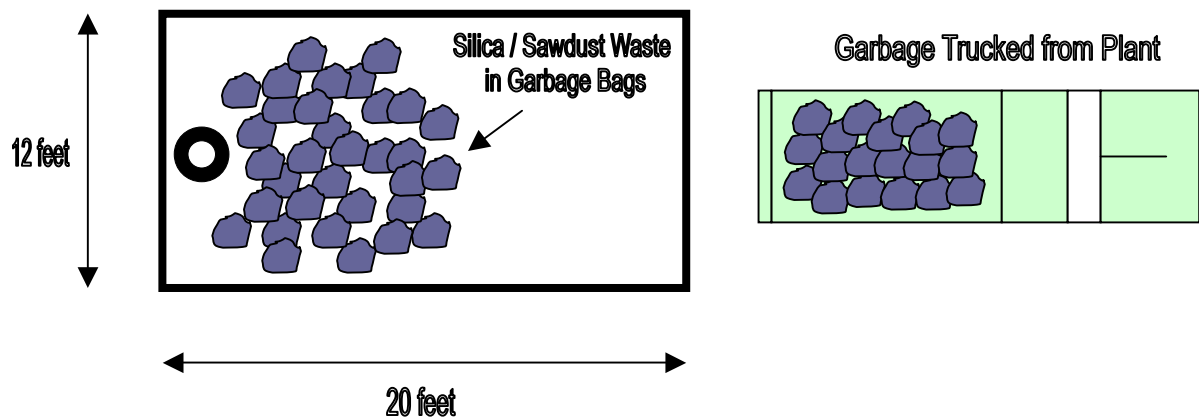 Silica / Sawdust Waste
in Garbage Bags
Garbage Trucked from Plant
12 feet
20 feet